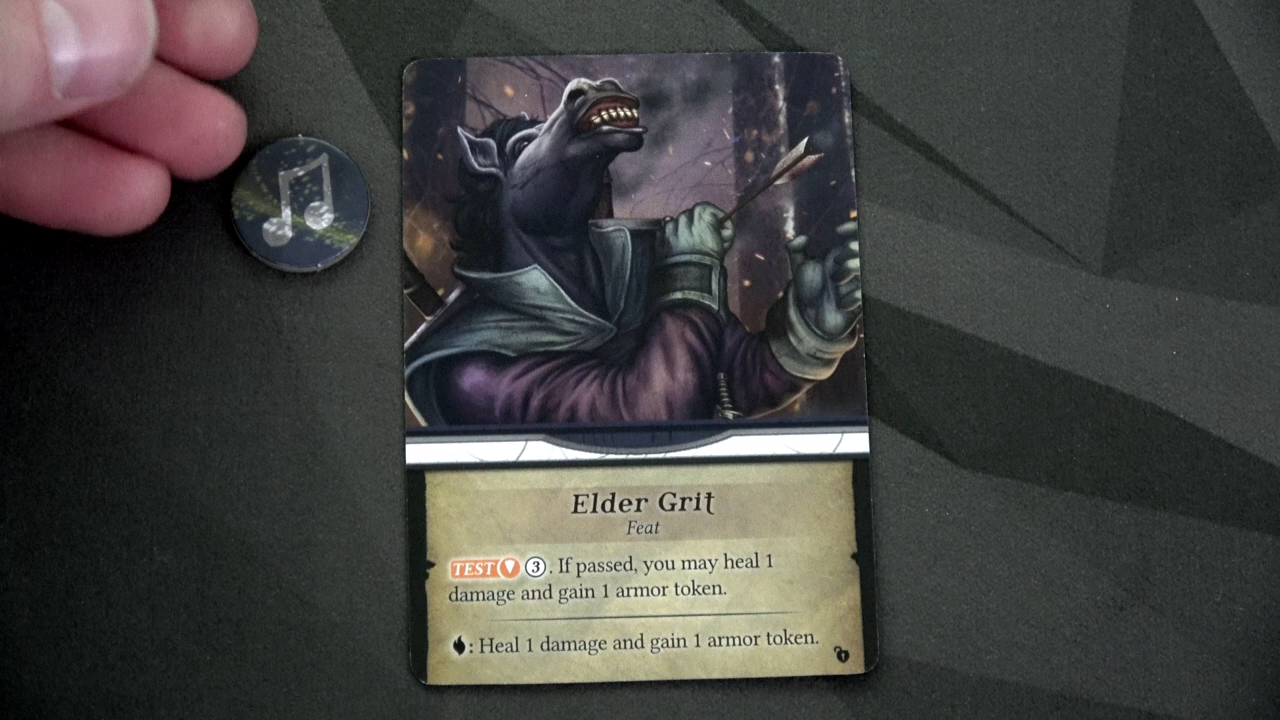 Elder Grit
Feat
TEST 3. If passed, you may heal 1
damage and gain 1 armor token.
: Heal 1 damage and gain 1 armor token.